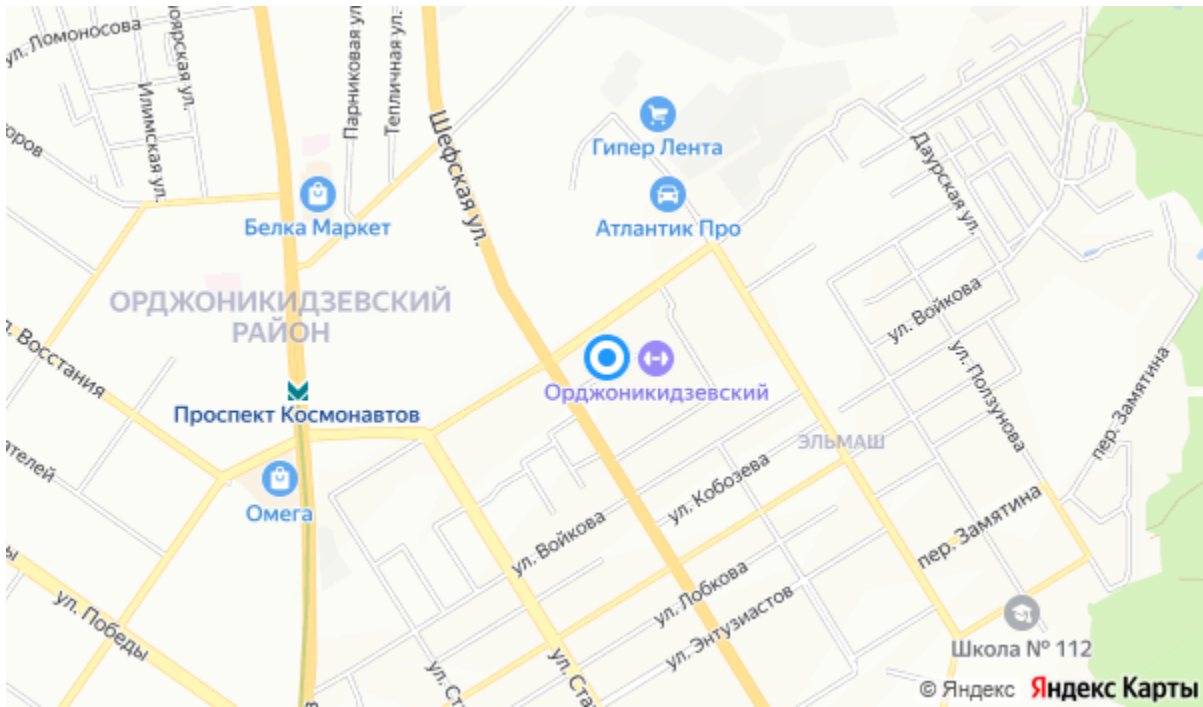 ул. Ломоносова
Илимская ул.
Парниковая ул
Тепличная ул.
Шефская ул.
Гипер Лента
Атлантик Про
Даурская ул.
Белка Маркет
ОРДЖОНИКИДЗЕВСКИЙ
РАЙОН
Восстания
Проспект Космонавтов
Орджоникидзевский
ул. Войкова
ул. Ползунова
пер. Замятина
ЭЛЬМАШ
Омега
ул. Кобозева
ул. Войкова
пер. Замятина
ул. Победы
ул. Лобкова
ул. Энтузиастов
Школа № 112
© Яндекс Яндекс Карты